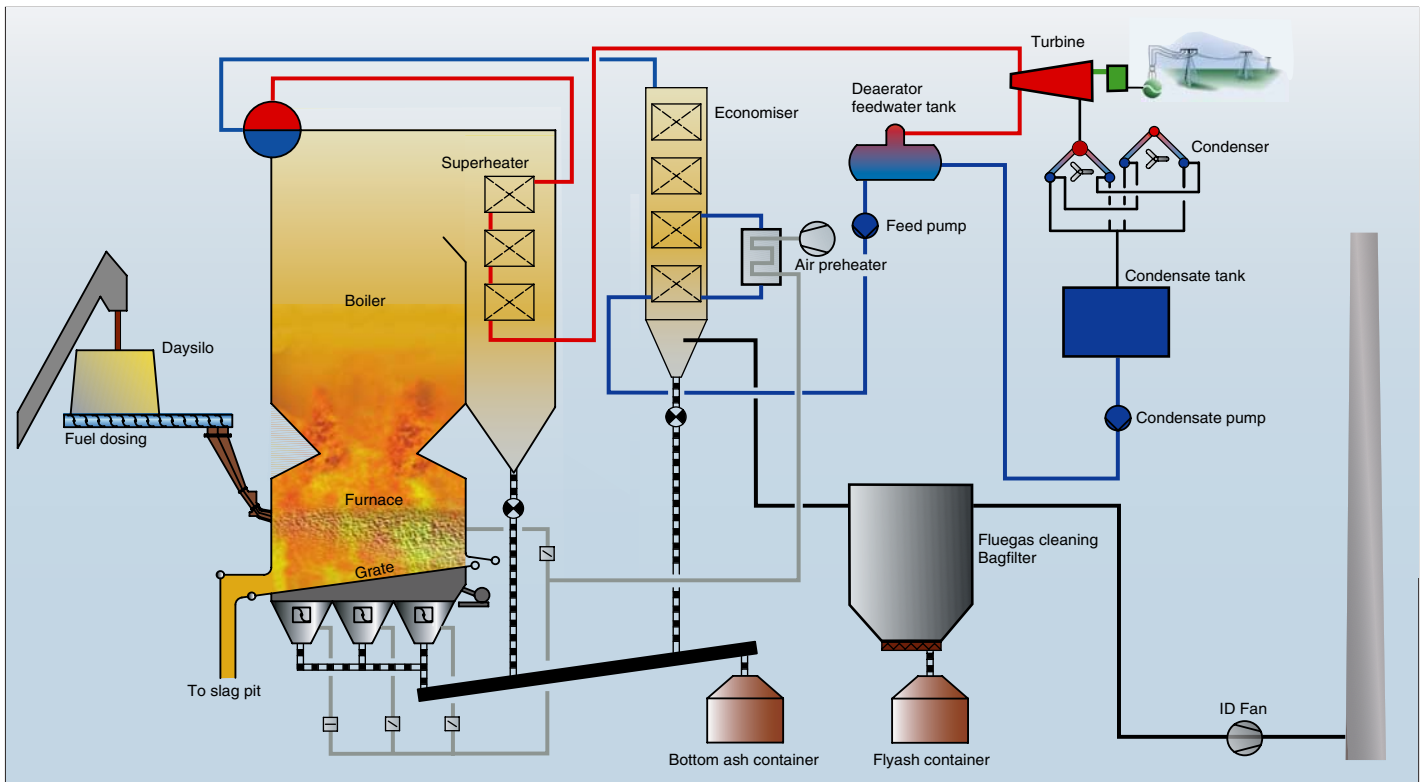 Turbine
Deaerator
feedwater tank
Economiser
Condenser
Superheater
Feed pump
Air preheater
Condensate tank
Boiler
Daysilo
Condensate pump
Fuel dosing
Furnace
Fluegas cleaning
Bagfilter
Grate
To slag pit
ID Fan
Bottom ash container
Flyash container